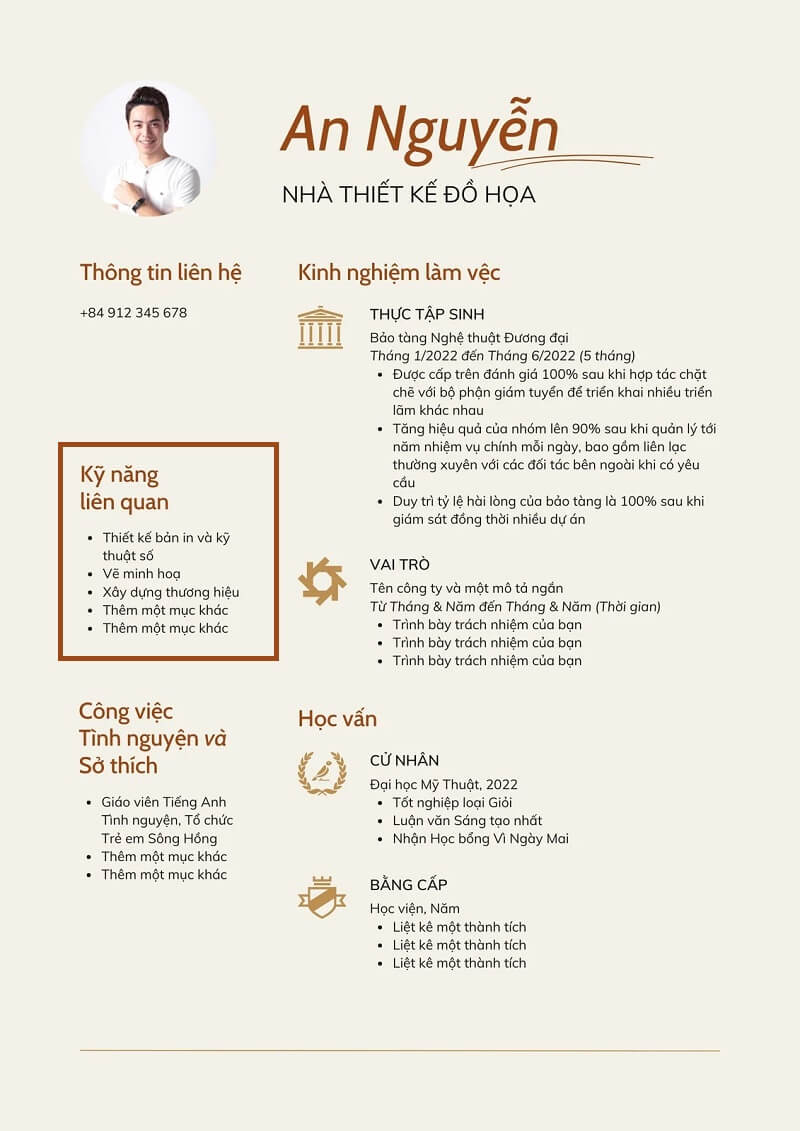 An Nguyễn
NHÀ THIẾT KẾ ĐỒ HỌA
Thông tin liên hệ
+84 912 345 678
Kỹ năng
liên quan
Thiết kế bản in và kỹ
thuật số
Vẽ minh hoạ
Xây dựng thương hiệu
Thêm một mục khác
Thêm một mục khác
Công việc
Tình nguyện và
Sở thích
Giáo viên Tiếng Anh
Tình nguyện, Tổ chức
Trẻ em Sông Hồng
Thêm một mục khác
Thêm một mục khác
Kinh nghiệm làm vệc
THỰC TẬP SINH
Bảo tàng Nghệ thuật Đương đại
Tháng 1/2022 đến Tháng 6/2022 (5 tháng)
Được cấp trên đánh giá 100% sau khi hợp tác chặt
chẽ với bộ phận giám tuyển để triển khai nhiều triển
lãm khác nhau
Tăng hiệu quả của nhóm lên 90% sau khi quản lý tới
năm nhiệm vụ chính mỗi ngày, bao gồm liên lạc
thường xuyên với các đối tác bên ngoài khi có yêu
cầu
Duy trì tỷ lệ hài lòng của bảo tàng là 100% sau khi
giám sát đồng thời nhiều dự án
VAI TRÒ
Tên công ty và một mô tả ngắn
Từ Tháng & Năm đến Tháng & Năm (Thời gian)
Trình bày trách nhiệm của bạn
Trình bày trách nhiệm của bạn
Trình bày trách nhiệm của bạn
Học vấn
CỬ NHÂN
Đại học Mỹ Thuật, 2022
Tốt nghiệp loại Giỏi
Luận văn Sáng tạo nhất
Nhận Học bổng Vì Ngày Mai
BẰNG CẤP
Học viện, Năm
Liệt kê một thành tích
Liệt kê một thành tích
Liệt kê một thành tích